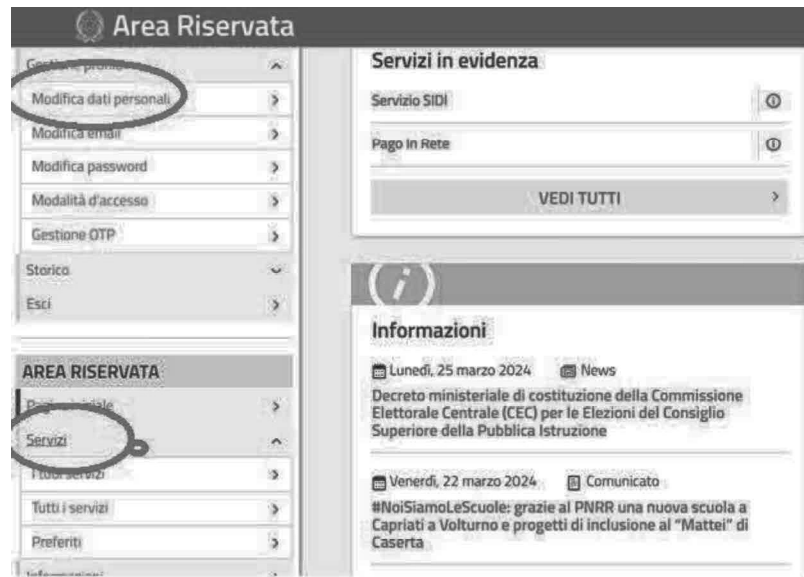 Area Riservata
Gestione
Modifica dati personali
Modifica email
Modifica password
Modalità d'accesso
Gestione OTP
Storico
Esci
AREA RISERVATA
Servizi
I tuoi servizi
Tutti i servizi
Preferiti
Informazioni
Servizi in evidenza
Servizio SIDI
Pago In Rete
VEDI TUTTI
Informazioni
Lunedì, 25 marzo 2024 News
Decreto ministeriale di costituzione della Commissione
Elettorale Centrale (CEC) per le Elezioni del Consiglio
Superiore della Pubblica Istruzione
Venerdì, 22 marzo 2024 Comunicato
#NoiSiamoLeScuole: grazie al PNRR una nuova scuola a
Capriati a Volturno e progetti di inclusione al "Mattei" di
Caserta